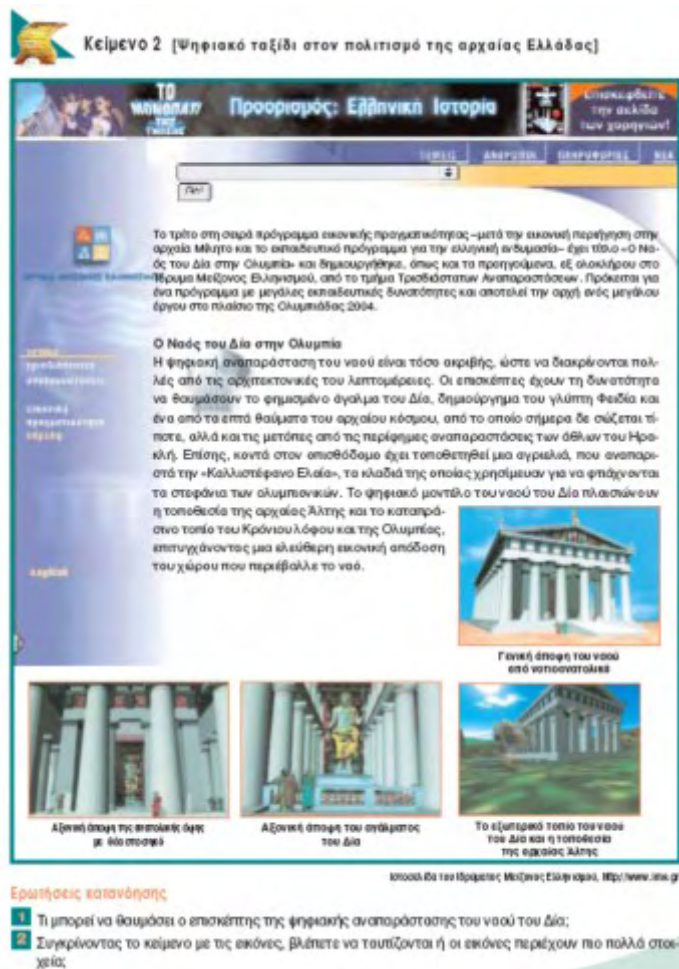 Κείμενο 2 [Ψηφιακό ταξίδι στον πολιτισμό της αρχαίας Ελλάδας]
ΤΟ
ΜΟΝΟΠΑΤΙ
ΤΗΣ
ΓΝΩΣΗΣ
Προορισμός: Ελληνική Ιστορία
Επισκεφθείτε
την σελίδα
των χορηγών!
ΤΟΠΕΙΣ ΑΝΘΡΩΠΟΙ ΠΛΗΡΟΦΟΡΙΕΣ ΝΕΑ
Το τρίτο στη σειρά πρόγραμμα εικονικής πραγματικότητας –μετά την εικονική περιήγηση στην
αρχαία Μίλητο και το εκπαιδευτικό πρόγραμμα για την ελληνική ενδυμασία– έχει τίτλο «Ο Να-
ός του Δία στην Ολυμπία» και δημιουργήθηκε, όπως και τα προηγούμενα, εξ ολοκλήρου στο
Ίδρυμα Μείζονος Ελληνισμού, από το τμήμα Τρισδιάστατων Αναπαραστάσεων. Πρόκειται για
ένα πρόγραμμα με μεγάλες εκπαιδευτικές δυνατότητες και αποτελεί την αρχή ενός μεγάλου
έργου στο πλαίσιο της Ολυμπιάδας 2004.
Ο Ναός του Δία στην Ολυμπία
Η ψηφιακή αναπαράσταση του ναού είναι τόσο ακριβής, ώστε να διακρίνονται πολ-
λές από τις αρχιτεκτονικές του λεπτομέρειες. Οι επισκέπτες έχουν τη δυνατότητα
να θαυμάσουν το φημισμένο άγαλμα του Δία, δημιούργημα του γλύπτη Φειδία και
ένα από τα επτά θαύματα του αρχαίου κόσμου, από το οποίο σήμερα δε σώζεται τί-
ποτε, αλλά και τις μετόπες από τις περίφημες αναπαραστάσεις των άθλων του Ηρα-
κλή. Επίσης, κοντά στον οπισθόδομο έχει τοποθετηθεί μια αγριελιά, που αναπαρι-
στά την «Καλλιστέφανο Ελαία», τα κλαδιά της οποίας χρησίμευαν για να φτιάχνονται
τα στεφάνια των ολυμπιονικών. Το ψηφιακό μοντέλο του ναού του Δία πλαισιώνουν
η τοποθεσία της αρχαίας Άλτης και το καταπρά-
σινο τοπίο του Κρόνιου λόφου και της Ολυμπίας,
επιτυγχάνοντας μια ελεύθερη εικονική απόδοση
του χώρου που περιέβαλλε το ναό.
Γενική άποψη του ναού
από νοτιοανατολικά
Αξονική άποψη της ανατολικής όψης
Αξονική άποψη του αγάλματος
του Δία
Το εξωτερικό τοπίο του ναού
του Δία και η τοποθεσία
της αρχαίας Άλτης
Ιστοσελίδα του Ιδρύματος Μείζονος Ελληνισμού, http://www.ime.gr
Ερωτήσεις κατανόησης
1 Τι μπορεί να θαυμάσει ο επισκέπτης της ψηφιακής αναπαράστασης του ναού του Δία;
2 Συγκρίνοντας το κείμενο με τις εικόνες, βλέπετε να ταυτίζονται ή οι εικόνες περιέχουν πιο πολλά στοι-
χεία;